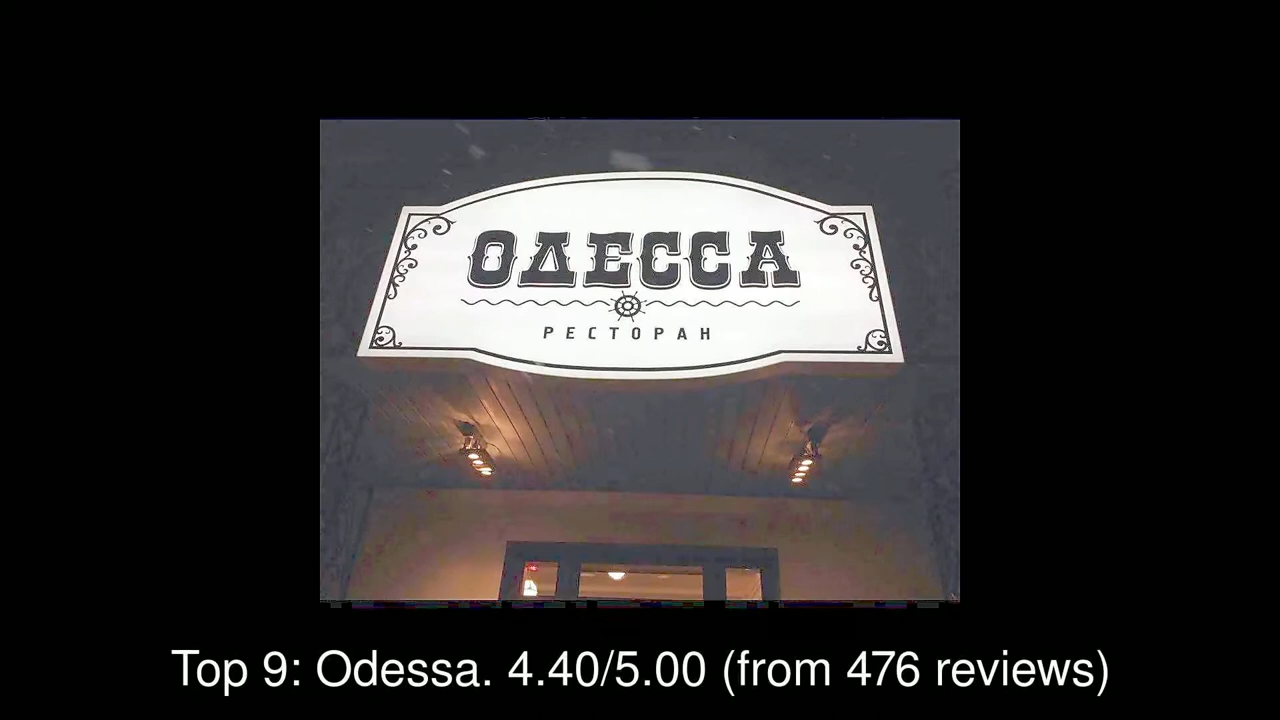 ОДЕССА
РЕСТОРАН
Top 9: Odessa. 4.40/5.00 (from 476 reviews)